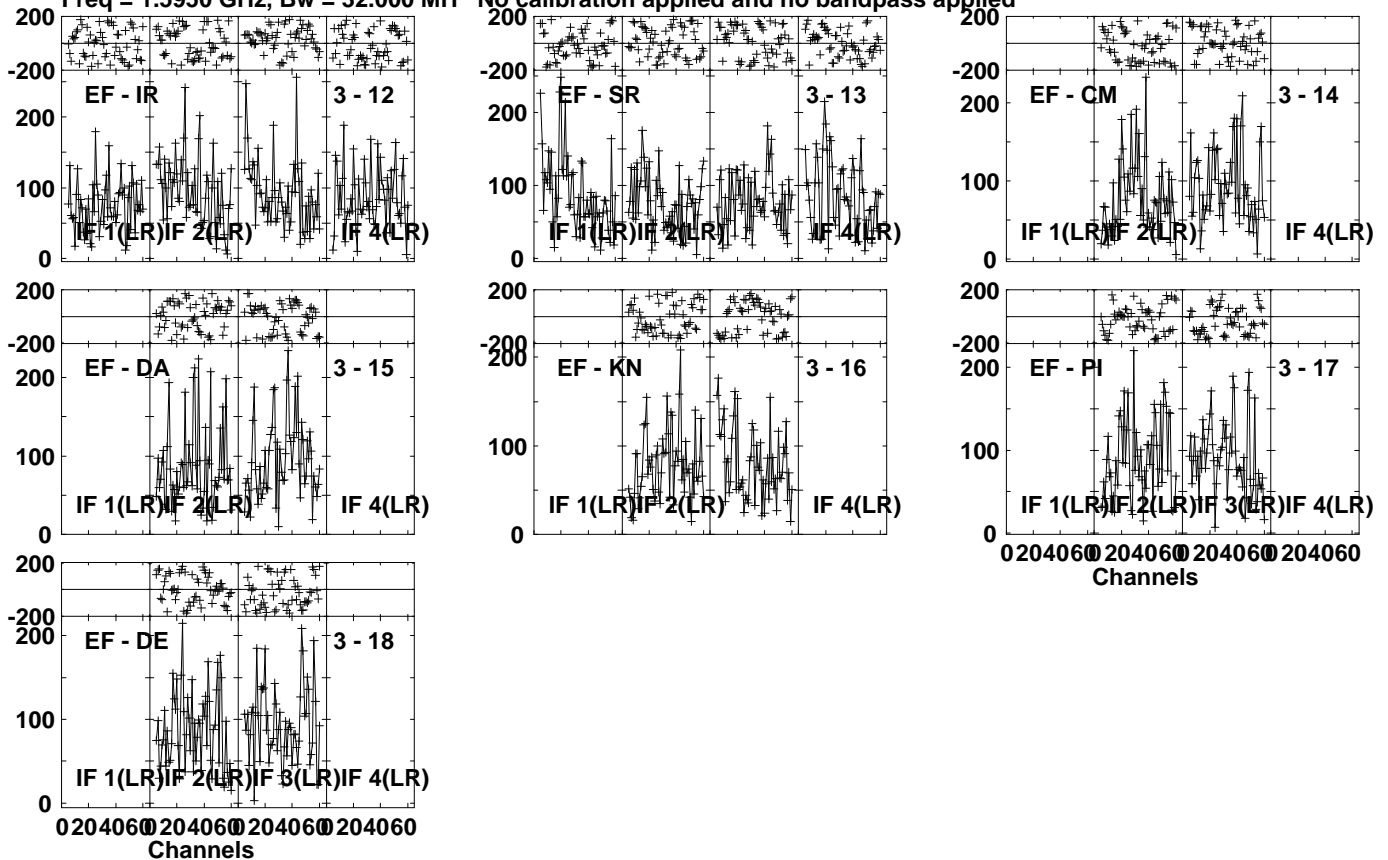 Freq = 1.5950 GHz, Bw = 32.000 MH No calibration applied and no bandpass applied
200
-200
EF - IR 3 - 12
200
100
0
IF 1(LR) IF 2(LR) IF 4(LR)
200
-200
EF - SR 3 - 13
200
100
0
IF 1(LR) IF 2(LR) IF 4(LR)
200
-200
EF - CM 3 - 14
200
100
0
IF 1(LR) IF 2(LR) IF 4(LR)
200
-200
EF - DA 3 - 15
200
100
0
IF 1(LR) IF 2(LR) IF 4(LR)
200
-200
EF - KN 3 - 16
200
100
0
IF 1(LR) IF 2(LR) IF 4(LR)
200
-200
EF - PI 3 - 17
200
100
0
IF 1(LR) IF 2(LR) IF 3(LR) IF 4(LR)
0 20 40 60 0 20 40 60 0 20 40 60 0 20 40 60
Channels
200
-200
EF - DE 3 - 18
200
100
0
IF 1(LR) IF 2(LR) IF 3(LR) IF 4(LR)
0 20 40 60 0 20 40 60 0 20 40 60 0 20 40 60
Channels